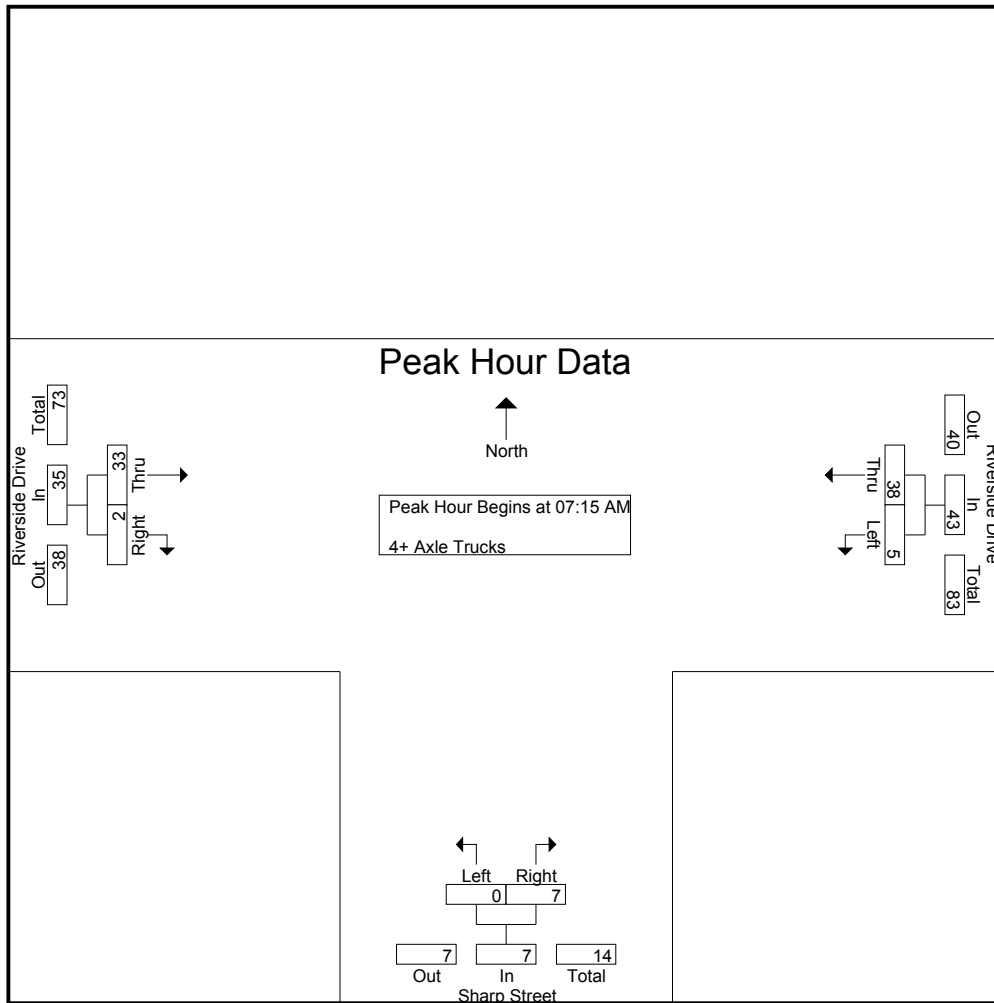 Peak Hour Data
North
Peak Hour Begins at 07:15 AM
4+ Axle Trucks
Riverside Drive
Out In Total
38 35 73
Right Thru
2 33
Riverside Drive
Out In Total
40 43 83
Thru Left
38 5
Left Right
0 7
7 7 14
Out In Total
Sharp Street